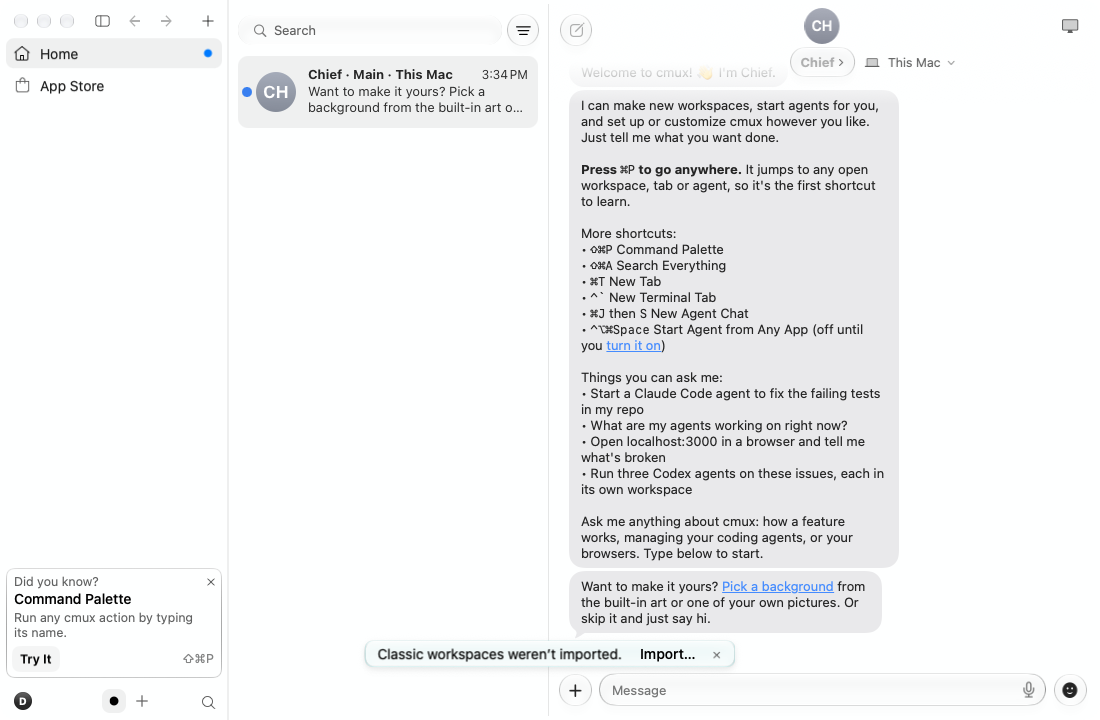 Home
App Store
Search
CH
Chief · Main · This Mac
3:34 PM
Want to make it yours? Pick a
background from the built-in art o…
CH
Chief ›
This Mac
Welcome to cmux! 👋 I'm Chief.
I can make new workspaces, start agents for you,
and set up or customize cmux however you like.
Just tell me what you want done.
Press ⌘P to go anywhere. It jumps to any open
workspace, tab or agent, so it's the first shortcut
to learn.
More shortcuts:
• ⇧⌘P Command Palette
• ⇧⌘A Search Everything
• ⌘T New Tab
• ^` New Terminal Tab
• ⌘J then S New Agent Chat
• ^⌥⌘Space Start Agent from Any App (off until
you turn it on)
Things you can ask me:
• Start a Claude Code agent to fix the failing tests
in my repo
• What are my agents working on right now?
• Open localhost:3000 in a browser and tell me
what's broken
• Run three Codex agents on these issues, each in
its own workspace
Ask me anything about cmux: how a feature
works, managing your coding agents, or your
browsers. Type below to start.
Want to make it yours? Pick a background from
the built-in art or one of your own pictures. Or
skip it and just say hi.
Did you know?
Command Palette
Run any cmux action by typing
its name.
Try It
⇧⌘P
Classic workspaces weren't imported.
Import...
Message
D